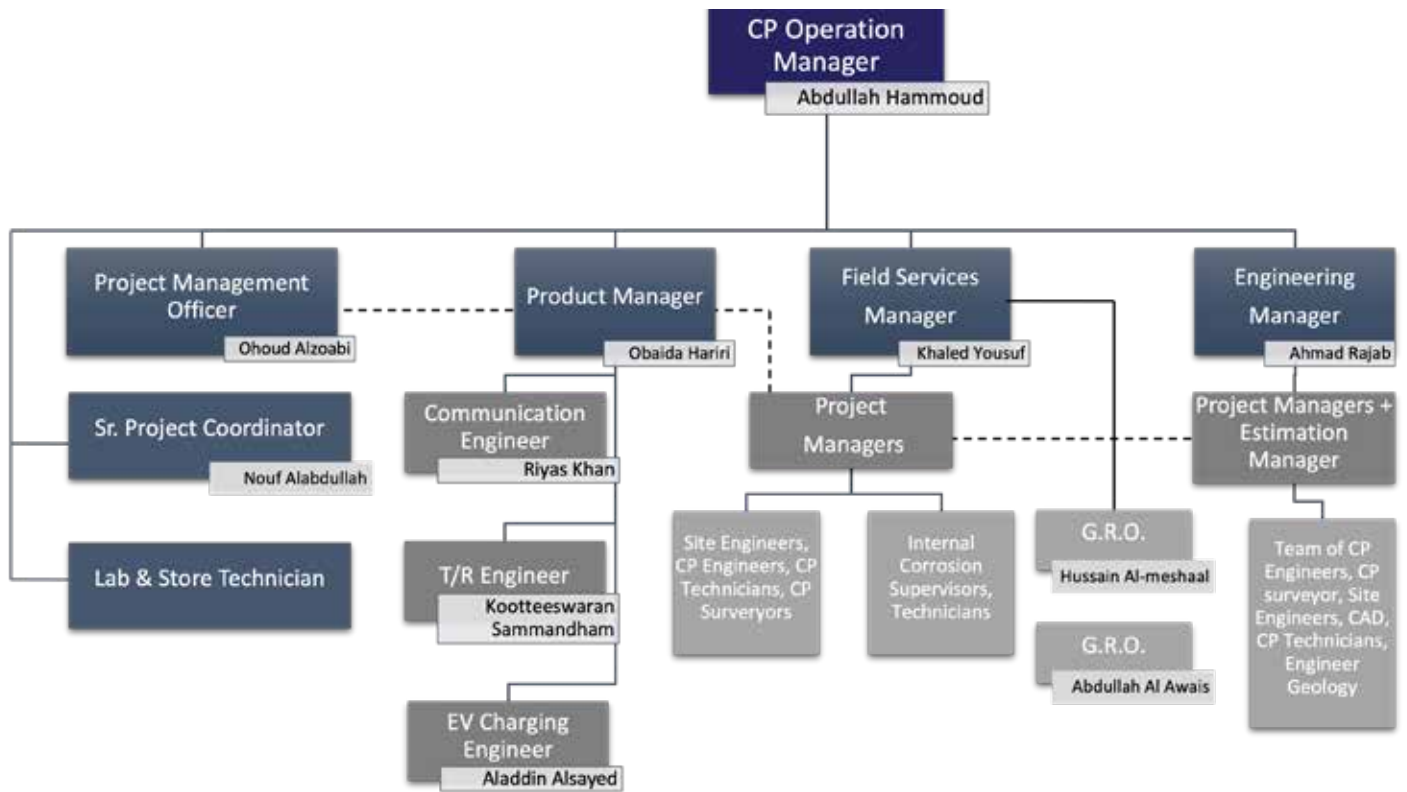 CP Operation
Manager
Abdullah Hammoud
Project Management
Officer
Ohoud Alzoabi
Product Manager
Obaida Hariri
Field Services
Manager
Khaled Yousuf
Engineering
Manager
Ahmad Rajab
Sr. Project Coordinator
Nouf Alabdullah
Lab & Store Technician
Communication
Engineer
Riyas Khan
T/R Engineer
Kootteeswaran
Sammandham
EV Charging
Engineer
Aladdin Alsayed
Project
Managers
Site Engineers,
CP Engineers, CP
Technicians, CP
Surveryors
Internal
Corrosion
Supervisors,
Technicians
G.R.O.
Hussain Al-meshaal
G.R.O.
Abdullah Al Awais
Project Managers +
Estimation
Manager
Team of CP
Engineers, CP
surveyor, Site
Engineers, CAD,
CP Technicians,
Engineer
Geology